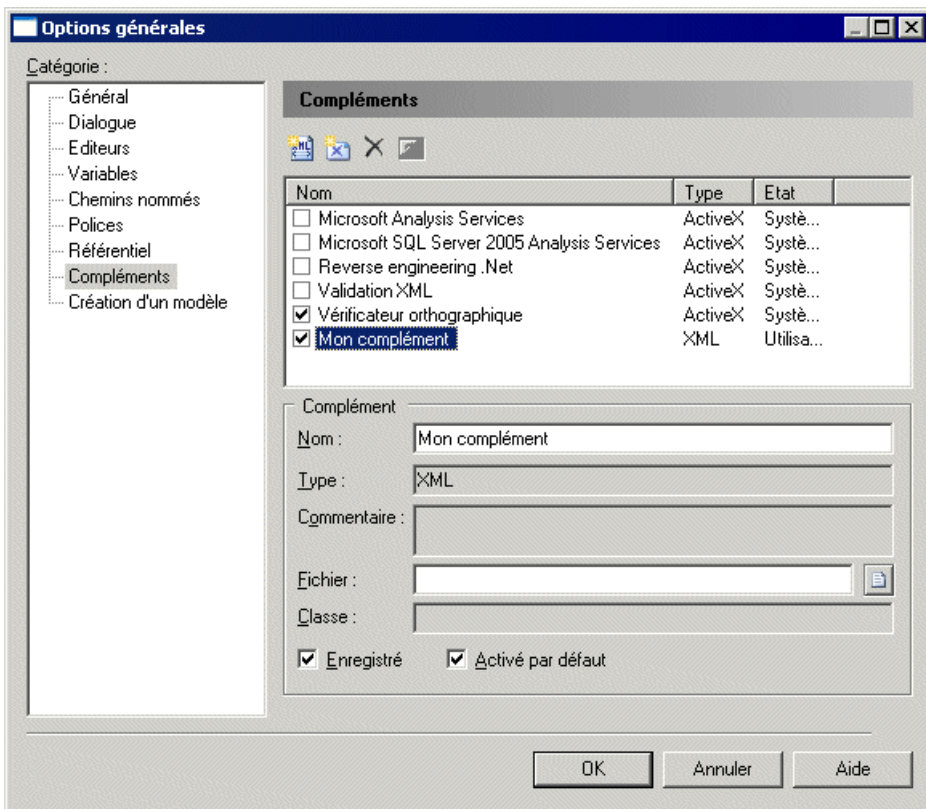 Options générales
Catégorie :
Général
Dialogue
Editeurs
Variables
Chemins nommés
Polices
Référentiel
Compléments
Création d'un modèle
Compléments
Nom Type Etat
Microsoft Analysis Services ActiveX Systè...
Microsoft SQL Server 2005 Analysis Services ActiveX Systè...
Reverse engineering .Net ActiveX Systè...
Validation XML ActiveX Systè...
Vérificateur orthographique ActiveX Systè...
Mon complément XML Utilisa...
Complément
Nom : Mon complément
Type : XML
Commentaire :
Fichier :
Classe :
Enregistré Activé par défaut
OK Annuler Aide